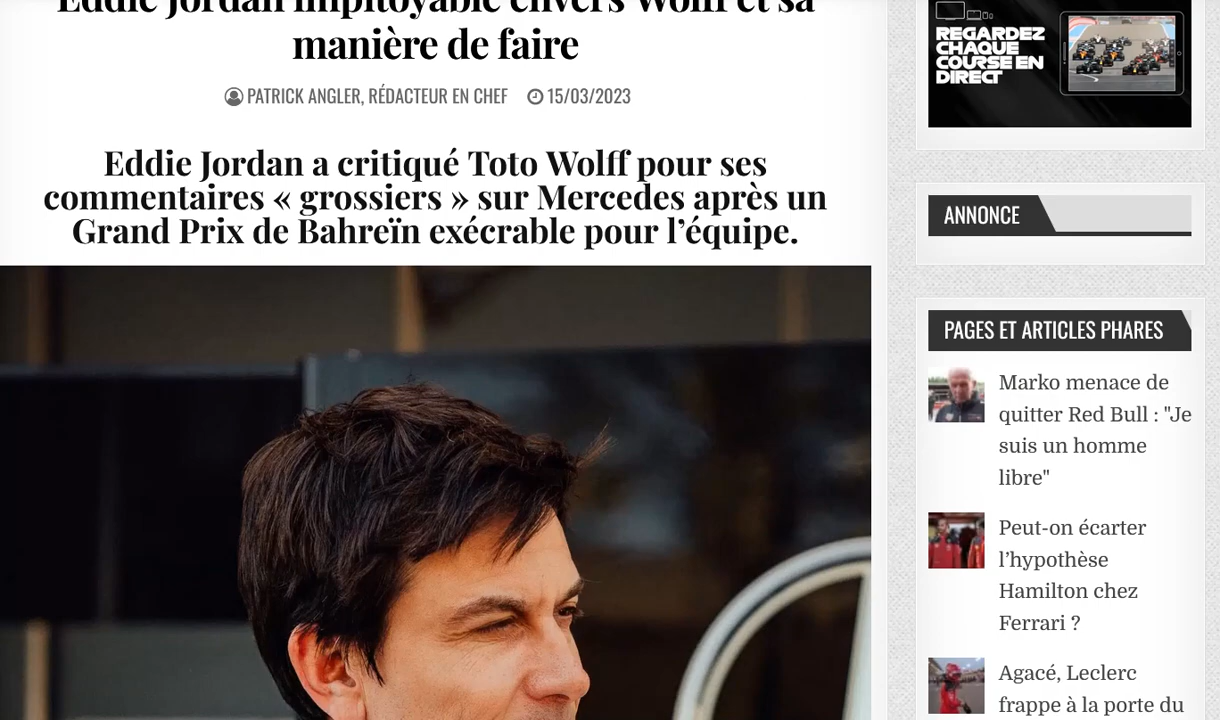 Eddie Jordan impitoyable envers Wolff et sa
manière de faire
PATRICK ANGLER, RÉDACTEUR EN CHEF 15/03/2023
Eddie Jordan a critiqué Toto Wolff pour ses
commentaires « grossiers » sur Mercedes après un
Grand Prix de Bahreïn exécrable pour l’équipe.
REGARDEZ
CHAQUE
COURSE EN
DIRECT
ANNONCE
PAGES ET ARTICLES PHARES
Marko menace de
quitter Red Bull : "Je
suis un homme
libre"
Peut-on écarter
l’hypothèse
Hamilton chez
Ferrari ?
Agacé, Leclerc
frappe à la porte du